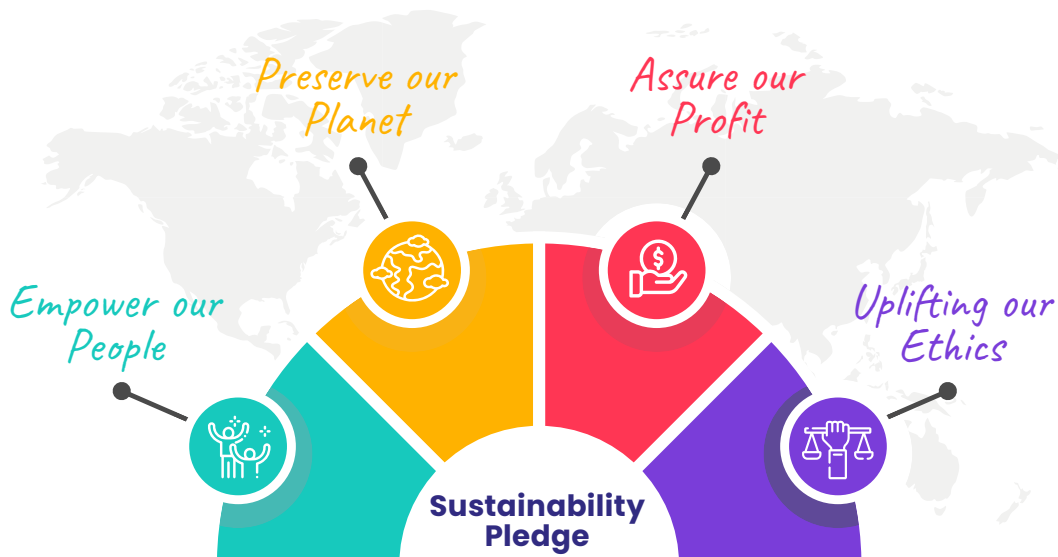 Preserve our
Planet
Assure our
Profit
Empower our
People
Uplifting our
Ethics
$
Sustainability
Pledge